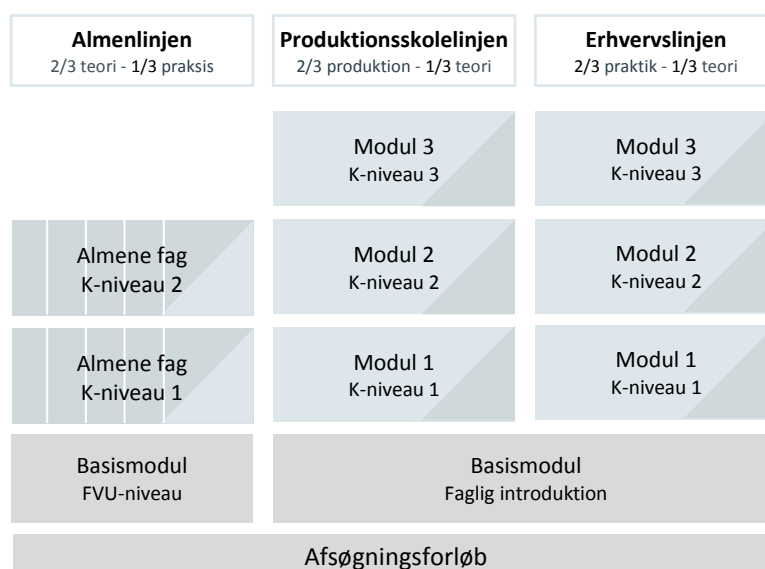 Almenlinjen
2/3 teori - 1/3 praksis
Produktionsskolelinjen
2/3 produktion - 1/3 teori
Erhvervslinjen
2/3 praktik - 1/3 teori
Modul 3
K-niveau 3
Modul 3
K-niveau 3
Almene fag
K-niveau 2
Modul 2
K-niveau 2
Modul 2
K-niveau 2
Almene fag
K-niveau 1
Modul 1
K-niveau 1
Modul 1
K-niveau 1
Basismodul
FVU-niveau
Basismodul
Faglig introduktion
Afsøgningsforløb